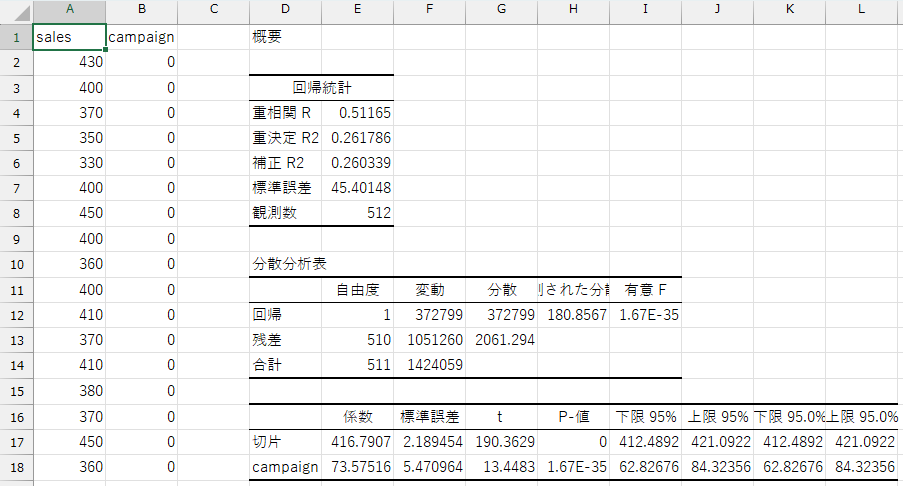 A B C D E F G H I J K L
1 sales campaign 概要
2 430 0
3 400 0 回帰統計
4 370 0 重相関 R 0.51165
5 350 0 重決定 R2 0.261786
6 330 0 補正 R2 0.260339
7 400 0 標準誤差 45.40148
8 450 0 観測数 512
9 400 0
10 360 0 分散分析表
11 400 0 自由度 変動 分散 された分 有意 F
12 410 0 回帰 1 372799 372799 180.8567 1.67E-35
13 370 0 残差 510 1051260 2061.294
14 410 0 合計 511 1424059
15 380 0
16 370 0 係数 標準誤差 t P-値 下限 95% 上限 95% 下限 95.0% 上限 95.0%
17 450 0 切片 416.7907 2.189454 190.3629 0 412.4892 421.0922 412.4892 421.0922
18 360 0 campaign 73.57516 5.470964 13.4483 1.67E-35 62.82676 84.32356 62.82676 84.32356